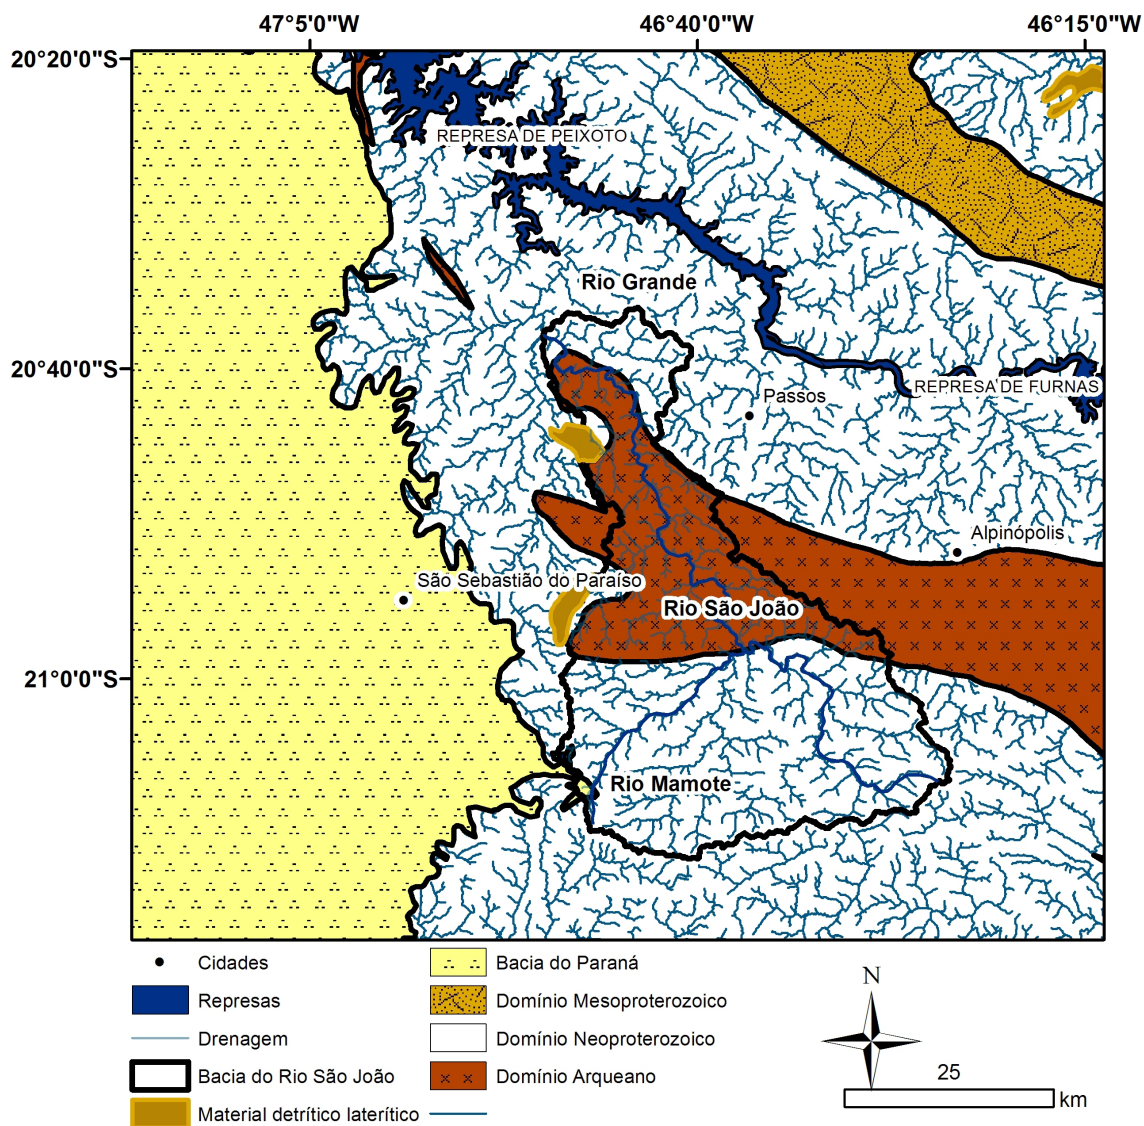 47°5'0"W 46°40'0"W 46°15'0"W
20°20'0"S
REPRESA DE PEIXOTO
Rio Grande
20°40'0"S
REPRESA DE FURNAS
Passos
Alpinópolis
São Sebastião do Paraíso
Rio São João
21°0'0"S
Rio Mamote
Cidades
Represas
Drenagem
Bacia do Rio São João
Material detrítico laterítico
Bacia do Paraná
Domínio Mesoproterozoico
Domínio Neoproterozoico
Domínio Arqueano
N
25
km